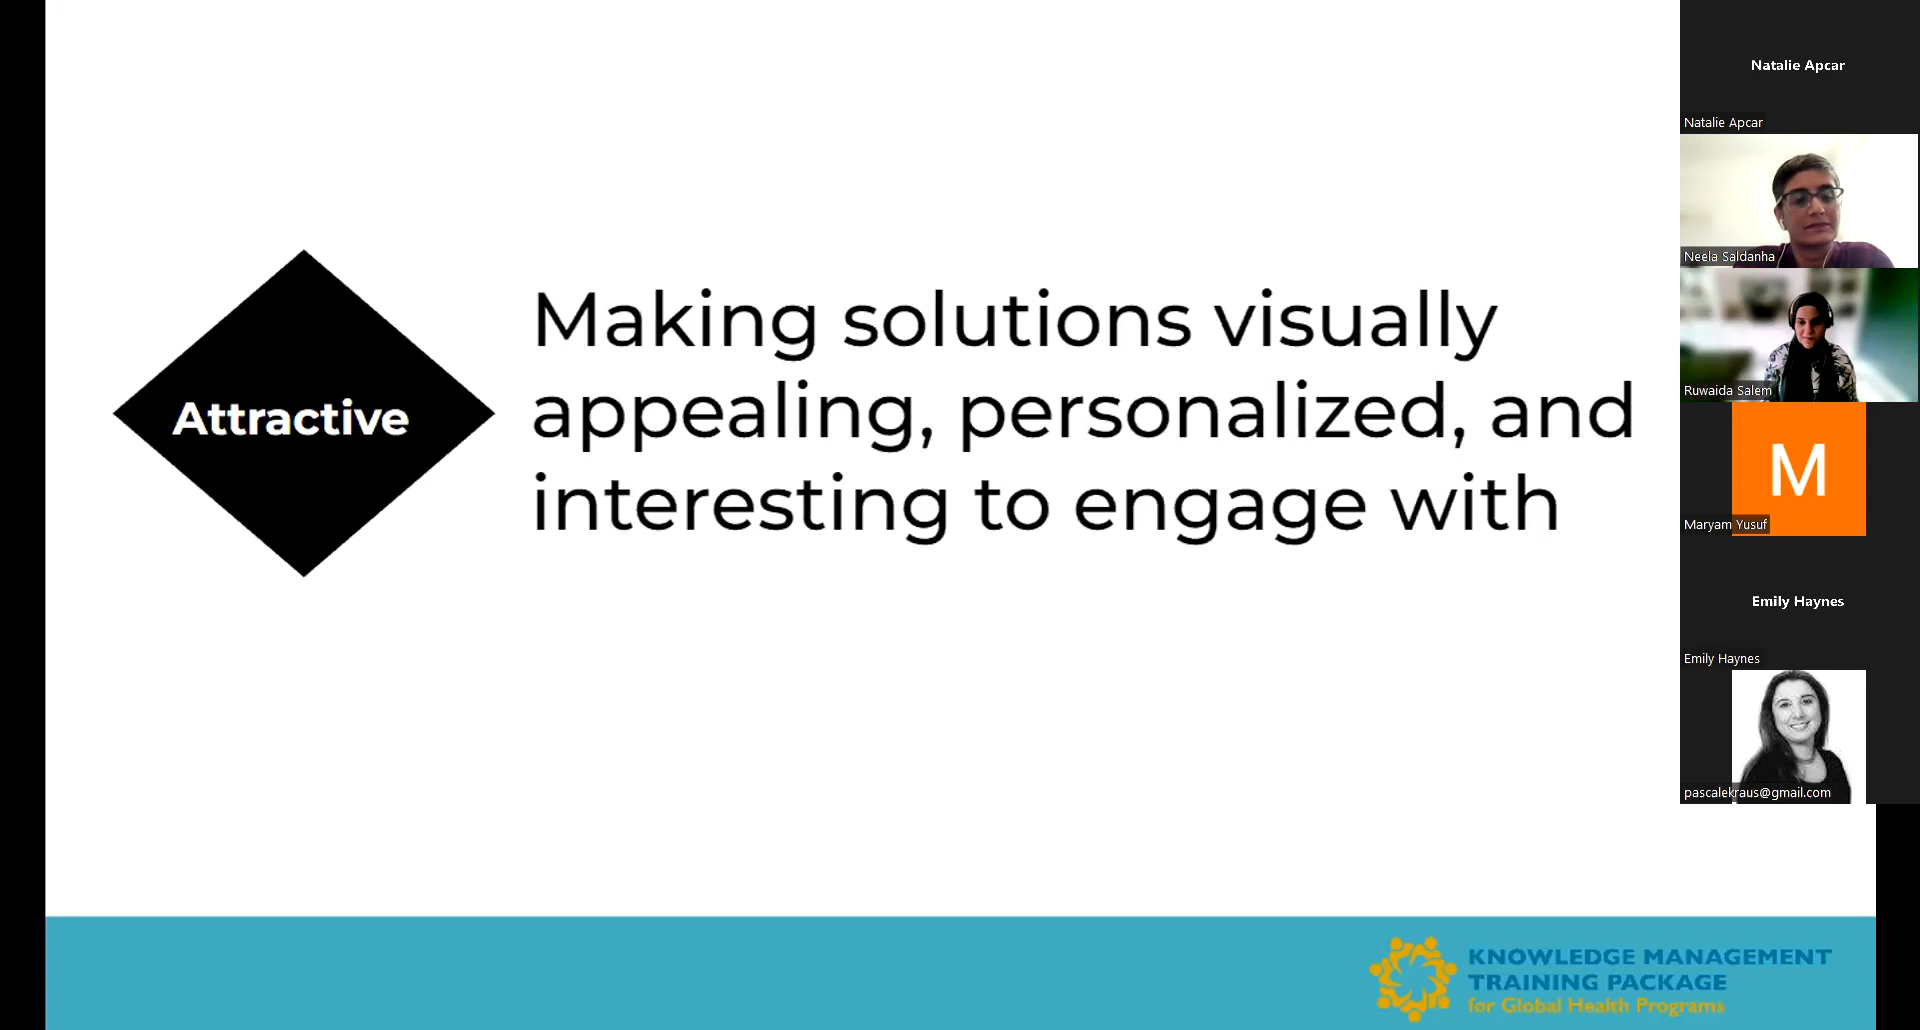 Attractive
Making solutions visually
appealing, personalized, and
interesting to engage with
KNOWLEDGE MANAGEMENT
TRAINING PACKAGE
for Global Health Programs
Natalie Apcar
Natalie Apcar
Neela Saldanha
Ruwaida Salem
M
Maryam Yusuf
Emily Haynes
Emily Haynes
pascalekraus@gmail.com